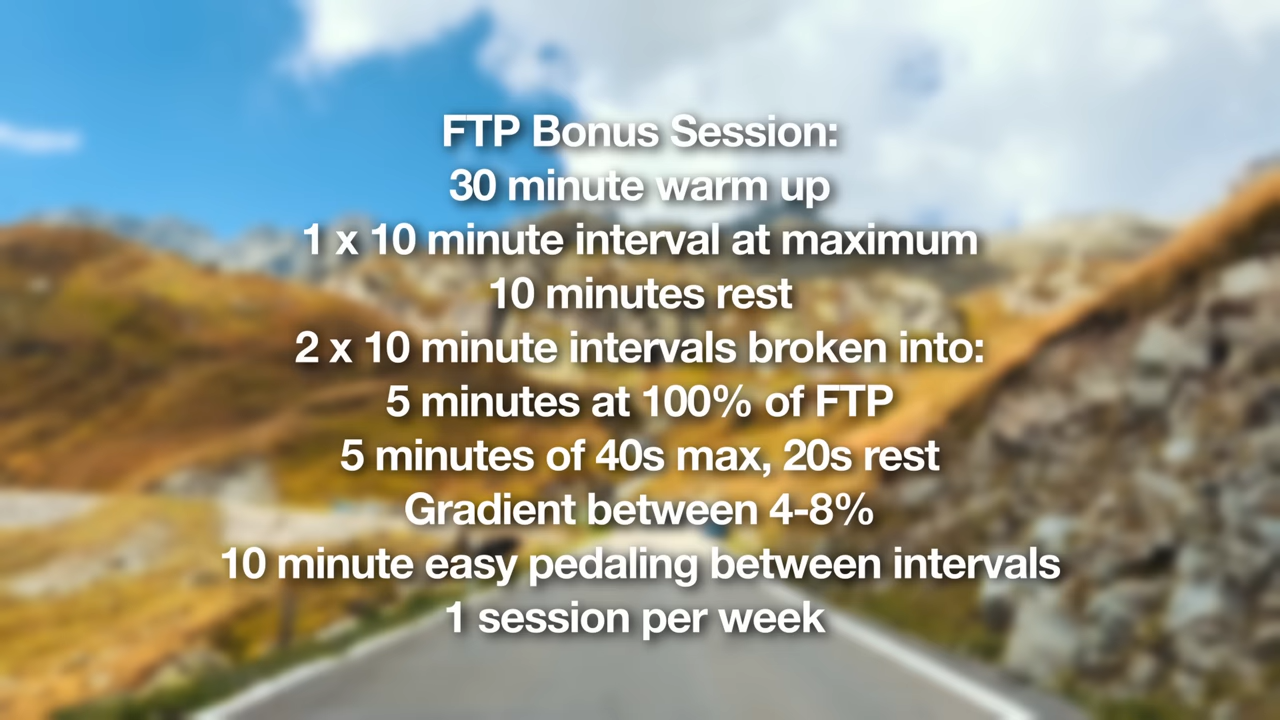 FTP Bonus Session:
30 minute warm up
1 x 10 minute interval at maximum
10 minutes rest
2 x 10 minute intervals broken into:
5 minutes at 100% of FTP
5 minutes of 40s max, 20s rest
Gradient between 4-8%
10 minute easy pedaling between intervals
1 session per week